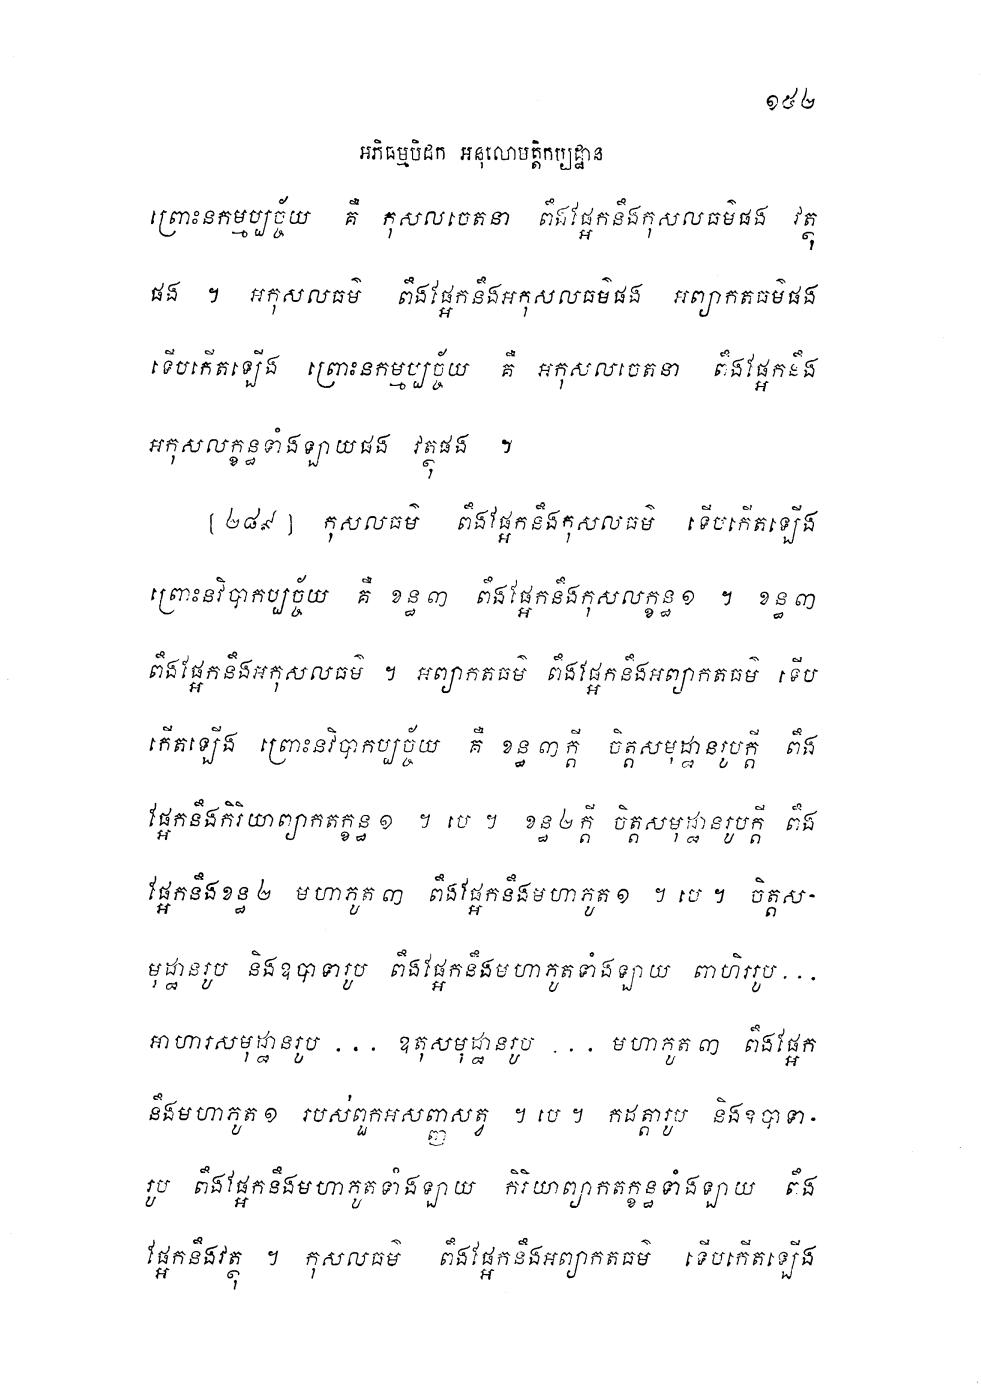 ១៥២
អភិធម្មបិដក អនុលោមត្តិកប្បដ្ឋាន
ព្រោះនកម្មប្បច្ច័យ គឺ កុសលចេតនា ពឹងផ្អែកនឹងកុសលធម៌ផង វត្ថុ
ផង ។ អកុសលធម៌ ពឹងផ្អែកនឹងអកុសលធម៌ផង អព្យាកតធម៌ផង
ទើបកើតឡើង ព្រោះនកម្មប្បច្ច័យ គឺ អកុសលចេតនា ពឹងផ្អែកនឹង
អកុសលក្ខន្ធទាំងឡាយផង វត្ថុផង ។
[២៨៩] កុសលធម៌ ពឹងផ្អែកនឹងកុសលធម៌ ទើបកើតឡើង
ព្រោះនវិបាកប្បច្ច័យ គឺ ខន្ធ៣ ពឹងផ្អែកនឹងកុសលក្ខន្ធ១ ។ ខន្ធ៣
ពឹងផ្អែកនឹងអកុសលធម៌ ។ អព្យាកតធម៌ ពឹងផ្អែកនឹងអព្យាកតធម៌ ទើប
កើតឡើង ព្រោះនវិបាកប្បច្ច័យ គឺ ខន្ធ៣ក្តី ចិត្តសមុដ្ឋានរូបក្តី ពឹង
ផ្អែកនឹងកិរិយាព្យាកតក្ខន្ធ១ ។ បេ ។ ខន្ធ២ក្តី ចិត្តសមុដ្ឋានរូបក្តី ពឹង
ផ្អែកនឹងខន្ធ២ មហាភូត៣ ពឹងផ្អែកនឹងមហាភូត១ ។ បេ ។ ចិត្តស-
មុដ្ឋានរូប និងឧបាទារូប ពឹងផ្អែកនឹងមហាភូតទាំងឡាយ ពាហិររូប...
អាហារសមុដ្ឋានរូប ... ឧតុសមុដ្ឋានរូប ... មហាភូត៣ ពឹងផ្អែក
នឹងមហាភូត១ របស់ពួកអសញ្ញសត្វ ។ បេ ។ កដត្តារូប និងឧបាទា-
រូប ពឹងផ្អែកនឹងមហាភូតទាំងឡាយ កិរិយាព្យាកតក្ខន្ធទាំងឡាយ ពឹង
ផ្អែកនឹងវត្ថុ ។ កុសលធម៌ ពឹងផ្អែកនឹងអព្យាកតធម៌ ទើបកើតឡើង